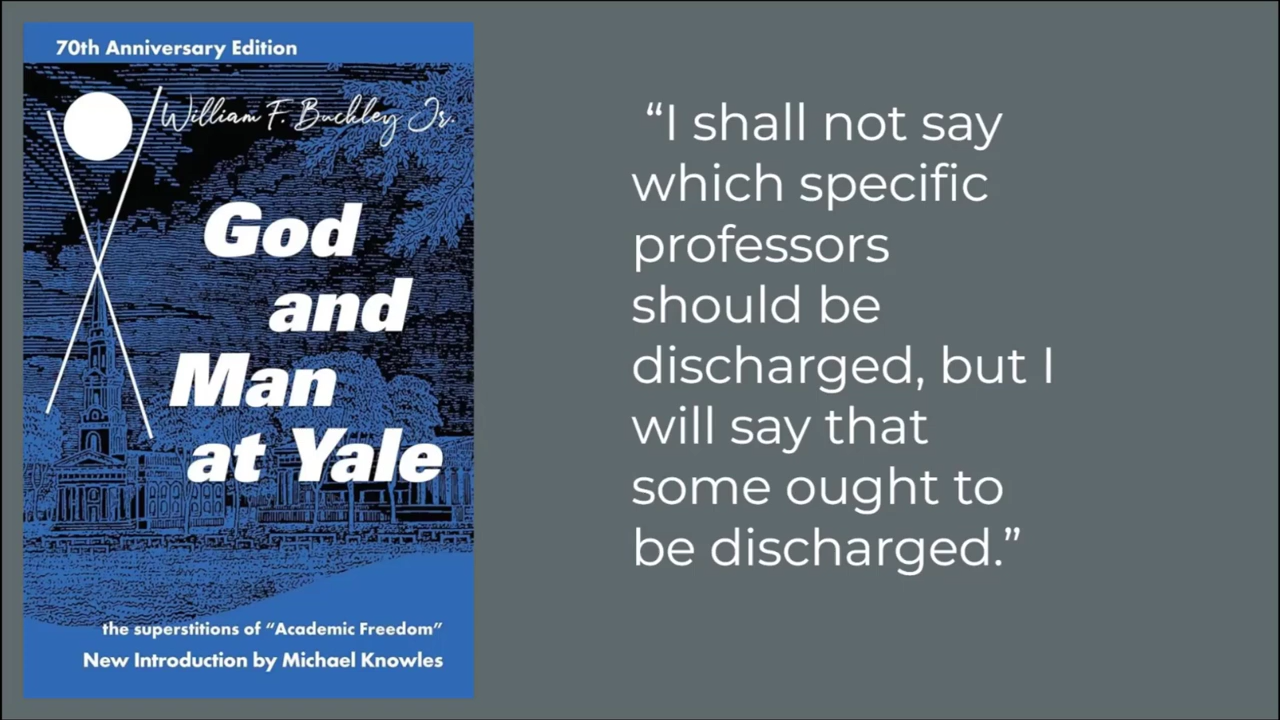 70th Anniversary Edition
William F. Buckley Jr.
God
and
Man
at Yale
the superstitions of “Academic Freedom”
New Introduction by Michael Knowles
“I shall not say
which specific
professors
should be
discharged, but I
will say that
some ought to
be discharged.”